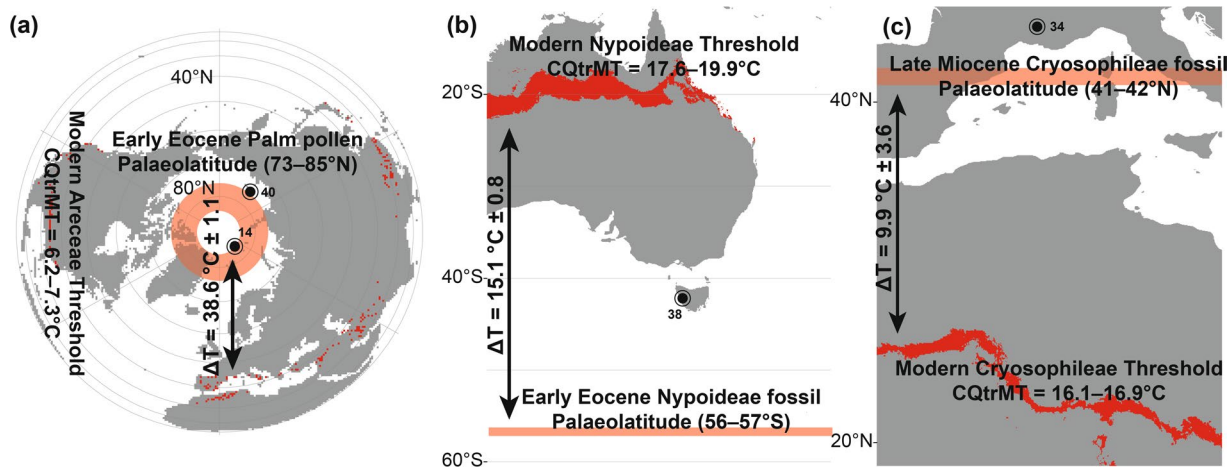 (a)
40°N
Early Eocene Palm pollen
Palaeolatitude (73–85°N)
80°N
40
14
Modern Areceae Threshold
CQtrMT = 6.2–7.3°C
ΔT = 38.6 °C ± 1.1
(b)
Modern Nypoideae Threshold
CQtrMT = 17.6–19.9°C
20°S
ΔT = 15.1 °C ± 0.8
40°S
38
Early Eocene Nypoideae fossil
Palaeolatitude (56–57°S)
60°S
(c)
34
Late Miocene Cryosophileae fossil
Palaeolatitude (41–42°N)
40°N
ΔT = 9.9 °C ± 3.6
Modern Cryosophileae Threshold
CQtrMT = 16.1–16.9°C
20°N